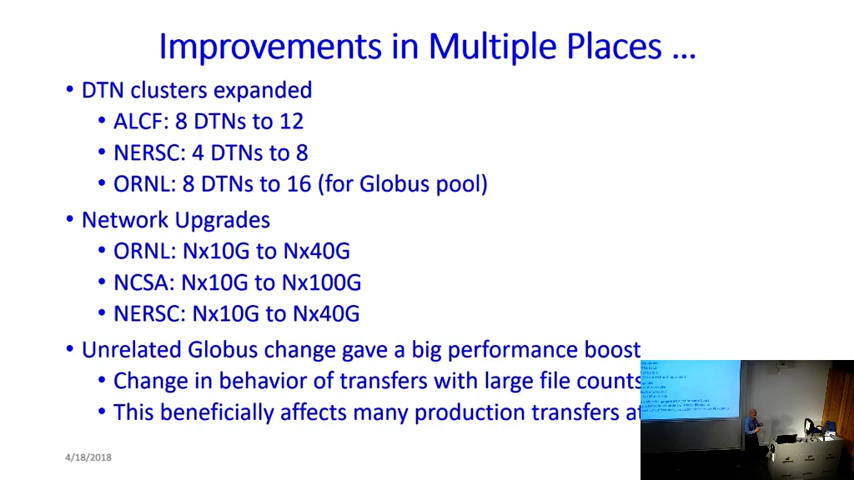 Improvements in Multiple Places ...
• DTN clusters expanded
• ALCF: 8 DTNs to 12
• NERSC: 4 DTNs to 8
• ORNL: 8 DTNs to 16 (for Globus pool)
• Network Upgrades
• ORNL: Nx10G to Nx40G
• NCSA: Nx10G to Nx100G
• NERSC: Nx10G to Nx40G
• Unrelated Globus change gave a big performance boost
• Change in behavior of transfers with large file counts
• This beneficially affects many production transfers
4/18/2018